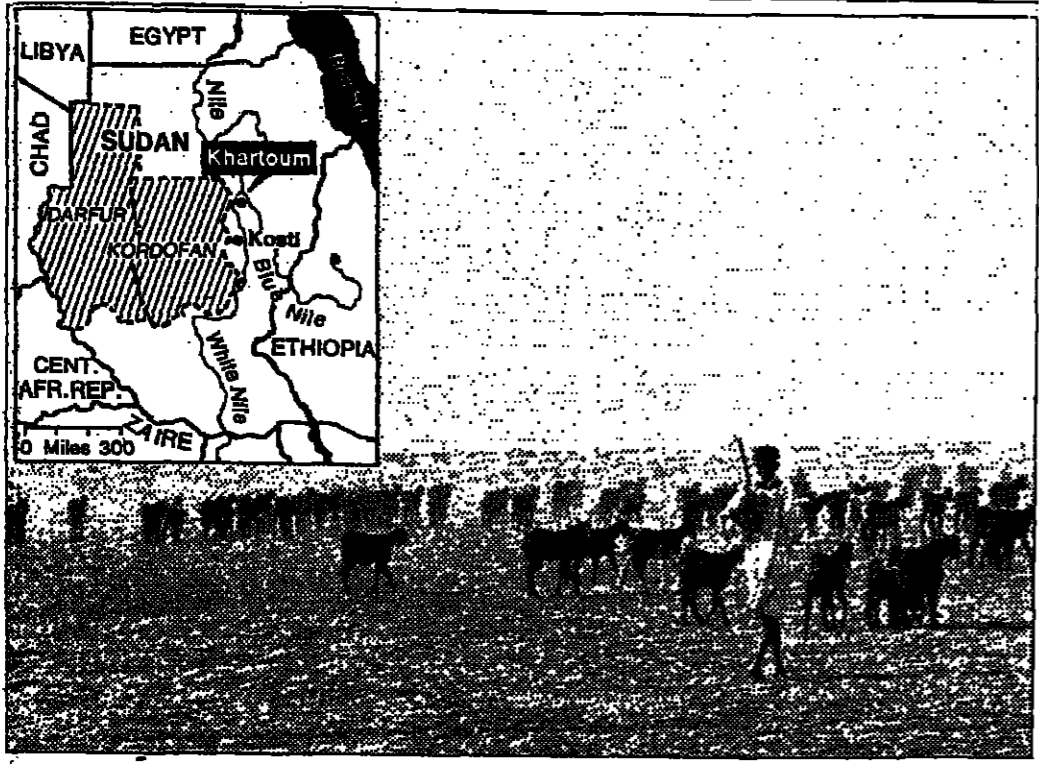 EGYPT
LIBYA
Nile
CHAD
SUDAN
Khartoum
DARFUR
KORDOFAN
Kosti
Blue
Nile
ETHIOPIA
White Nile
CENT.
AFR.REP.
ZAIRE
0 Miles 300